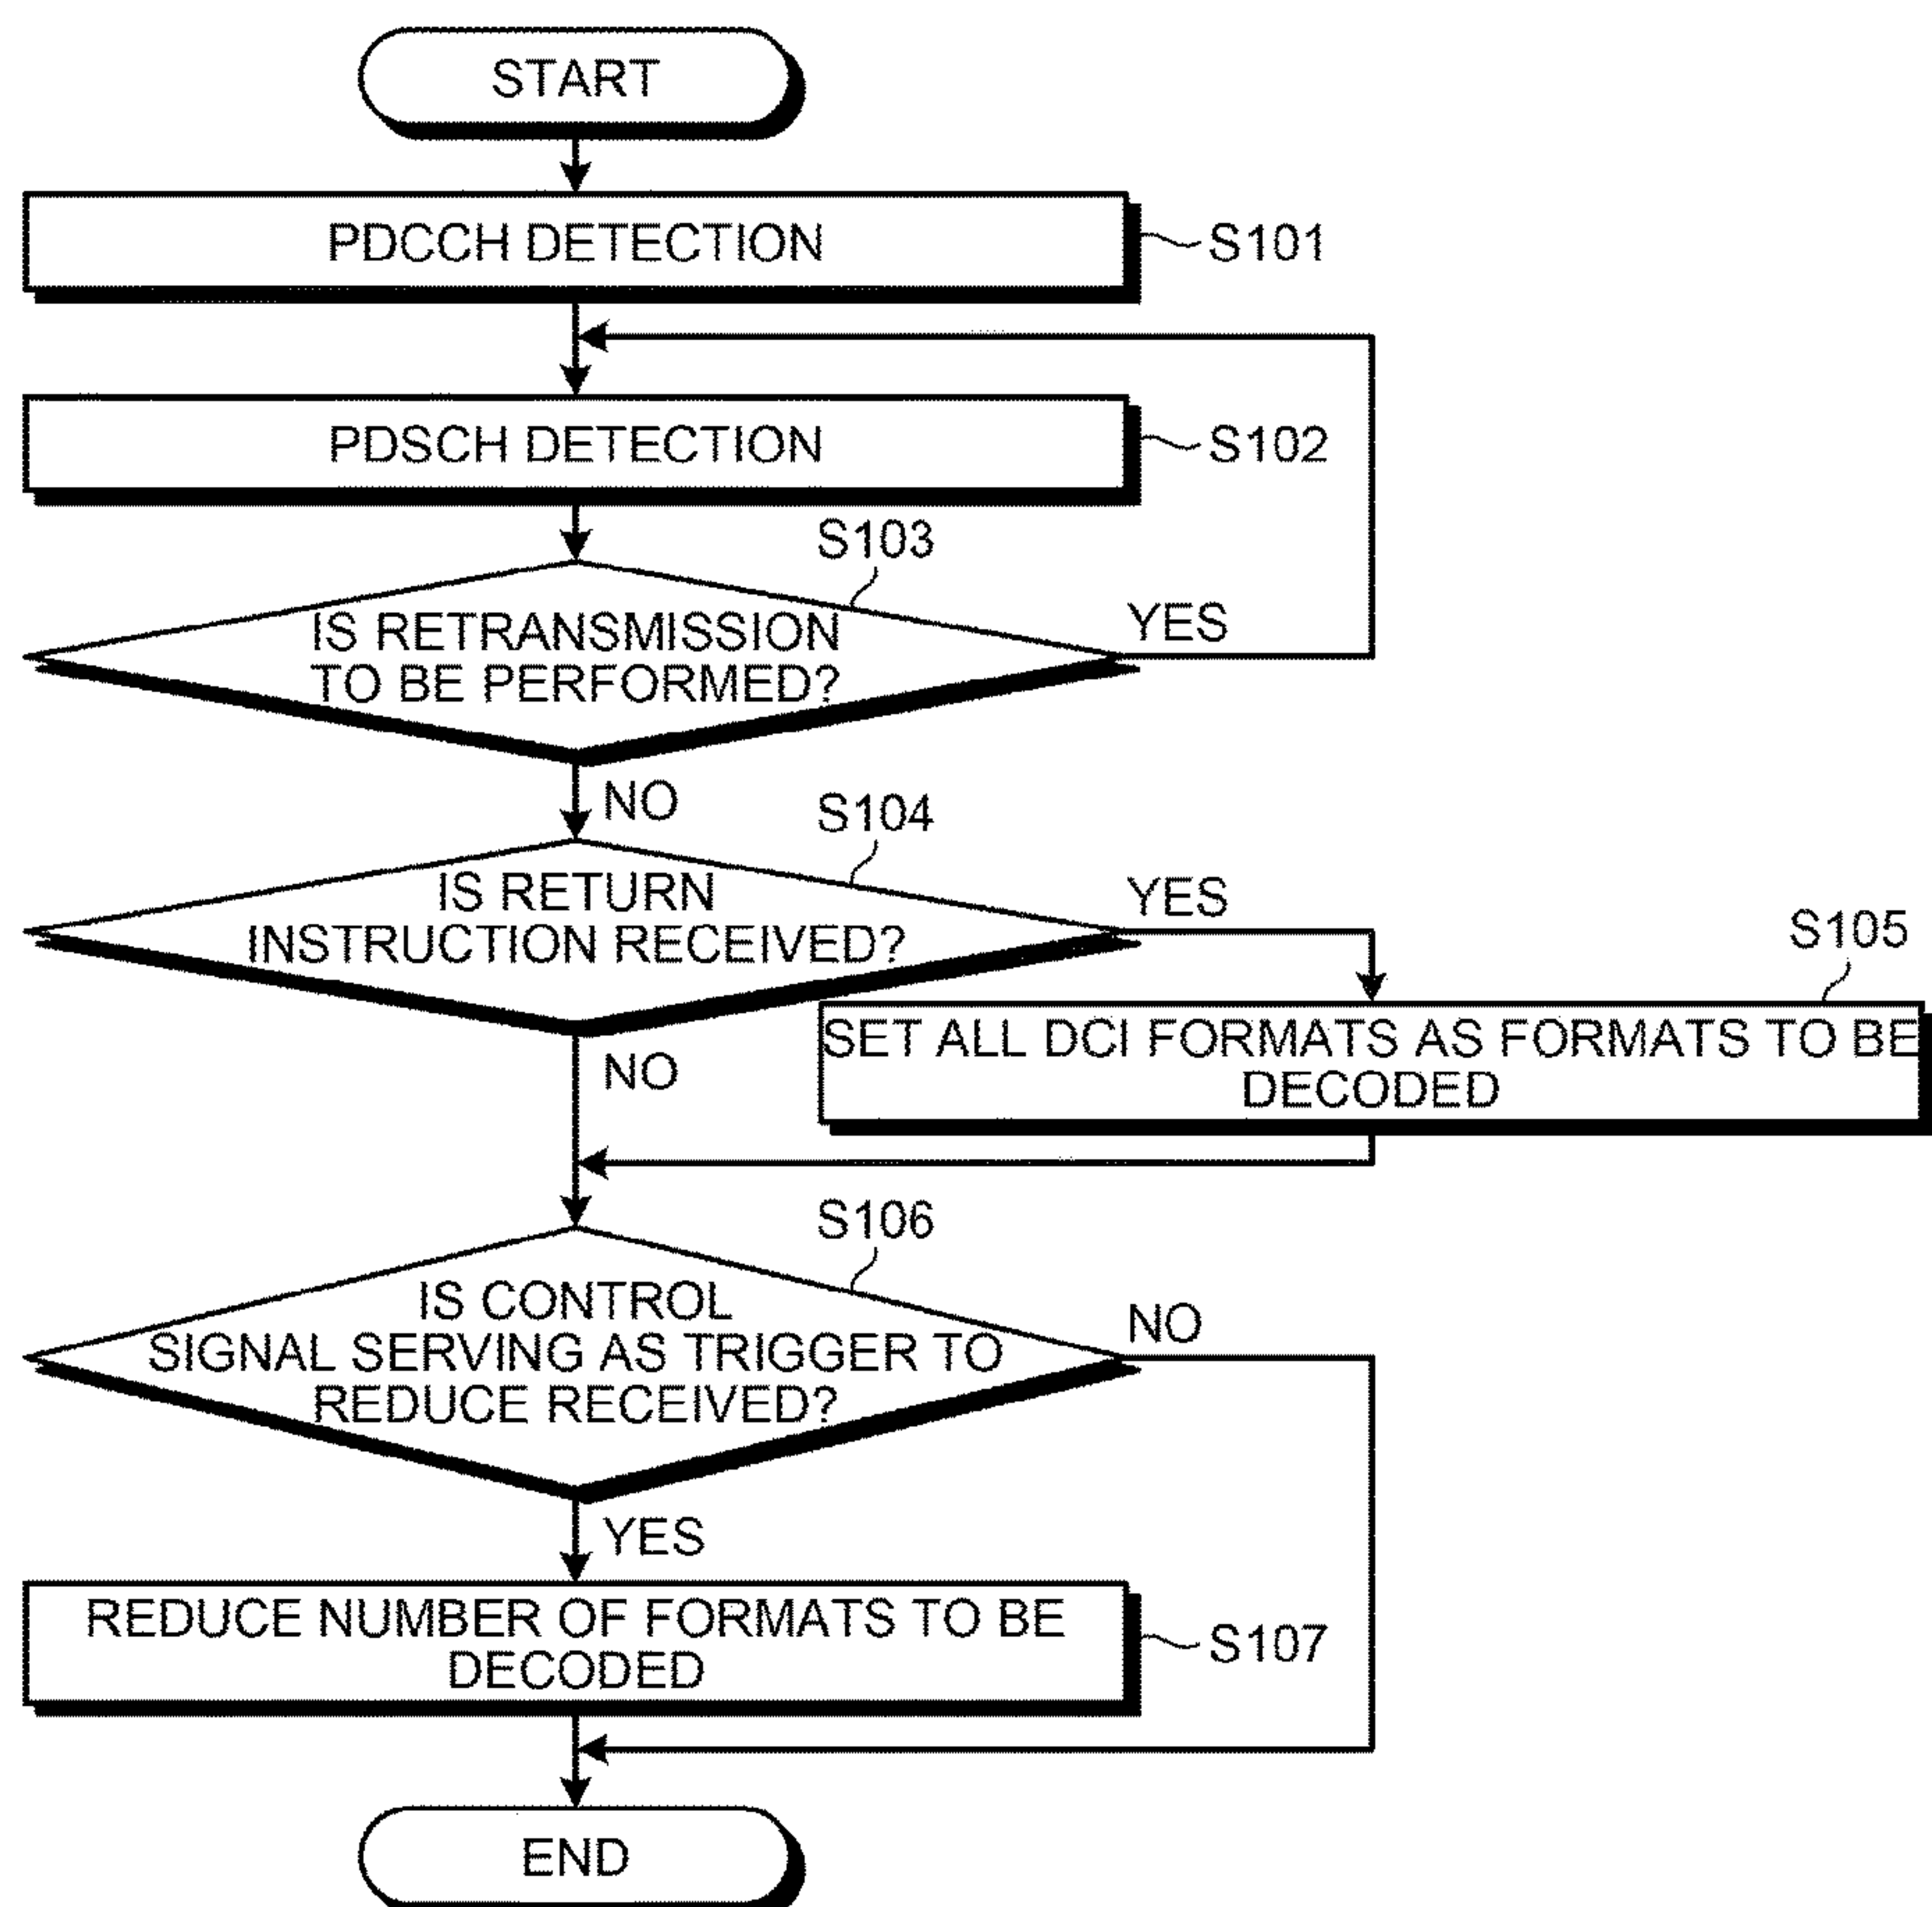 START
PDCCH DETECTION
S101
PDSCH DETECTION
S102
S103
IS RETRANSMISSION
TO BE PERFORMED?
YES
NO
S104
IS RETURN
INSTRUCTION RECEIVED?
YES
S105
SET ALL DCI FORMATS AS FORMATS TO BE
DECODED
NO
S106
IS CONTROL
SIGNAL SERVING AS TRIGGER TO
REDUCE RECEIVED?
NO
YES
REDUCE NUMBER OF FORMATS TO BE
DECODED
S107
END